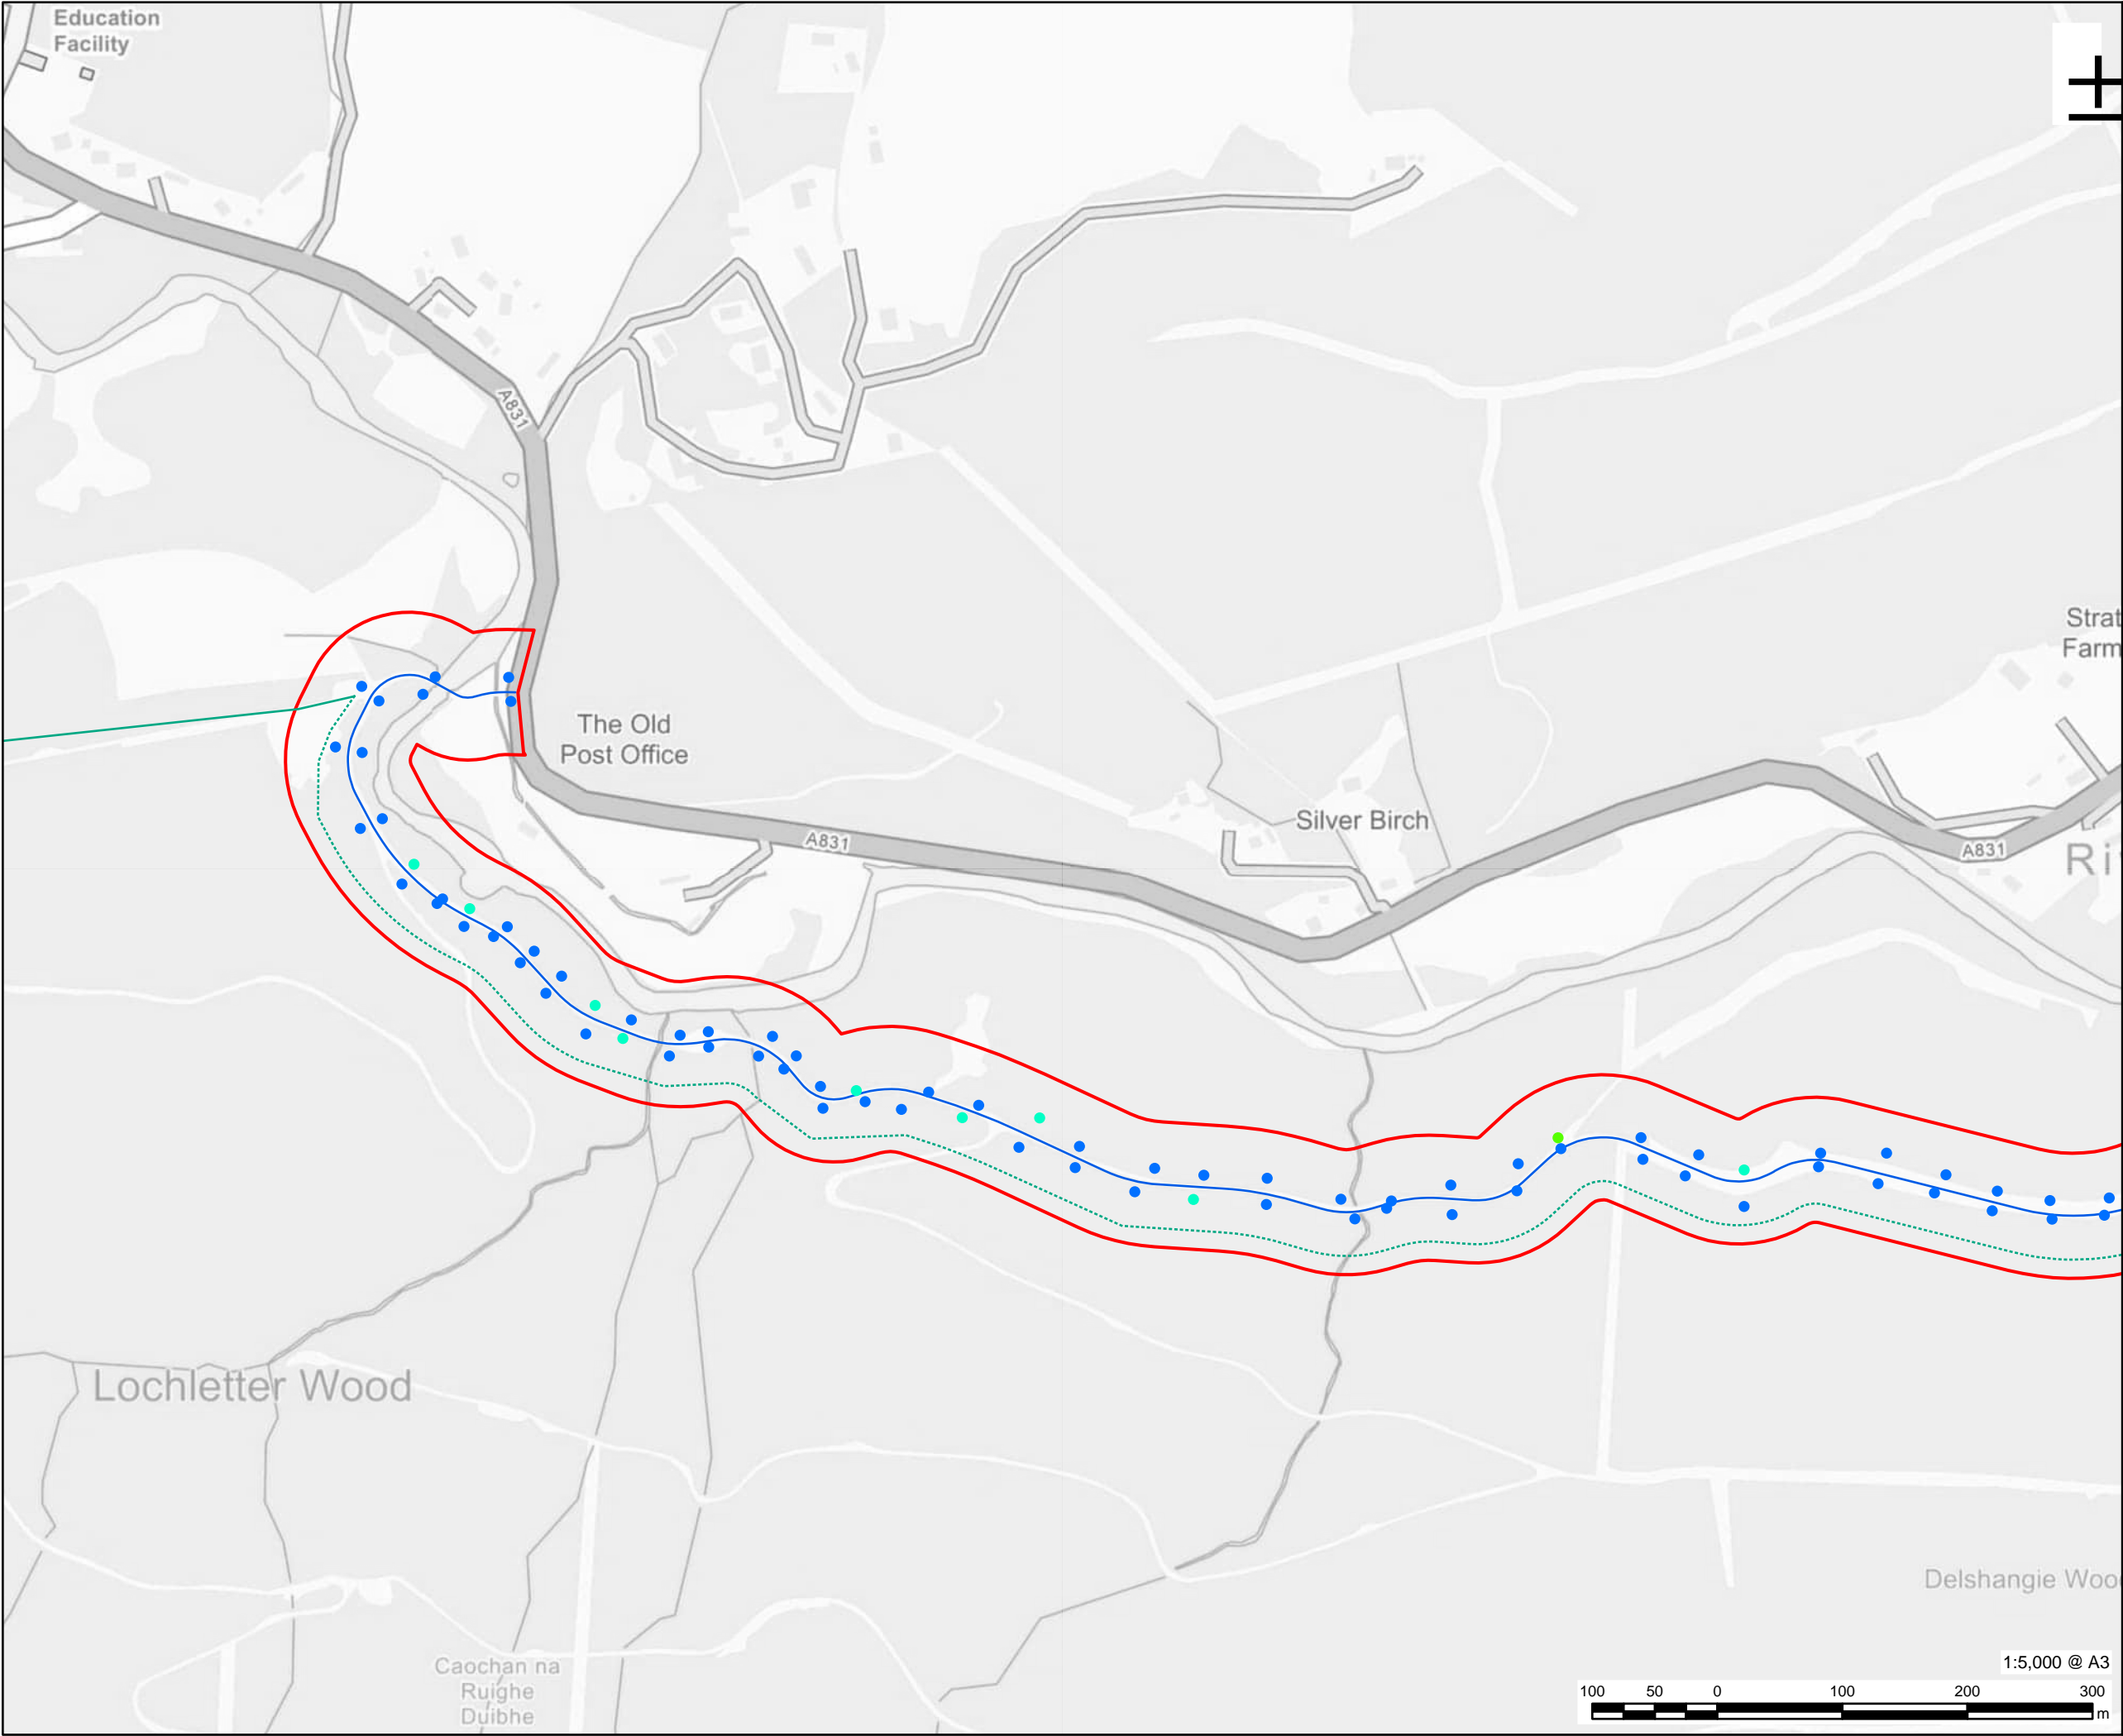 Education
Facility
A831
Strat
Farm
The Old
Post Office
Silver Birch
A831
A831
Ri
Lochletter Wood
Delshangie Woo
Caochan na
Ruighe
Duibhe
1:5,000 @ A3
100 50 0 100 200 300
m